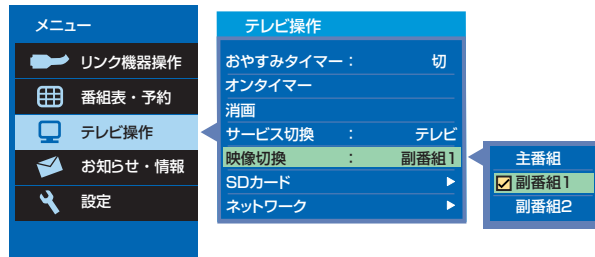 メニュー
リンク機器操作
番組表・予約
テレビ操作
お知らせ・情報
設定
テレビ操作
おやすみタイマー： 切
オンタイマー
消画
サービス切換 ： テレビ
映像切換 ： 副番組1
SDカード
ネットワーク
主番組
副番組1
副番組2